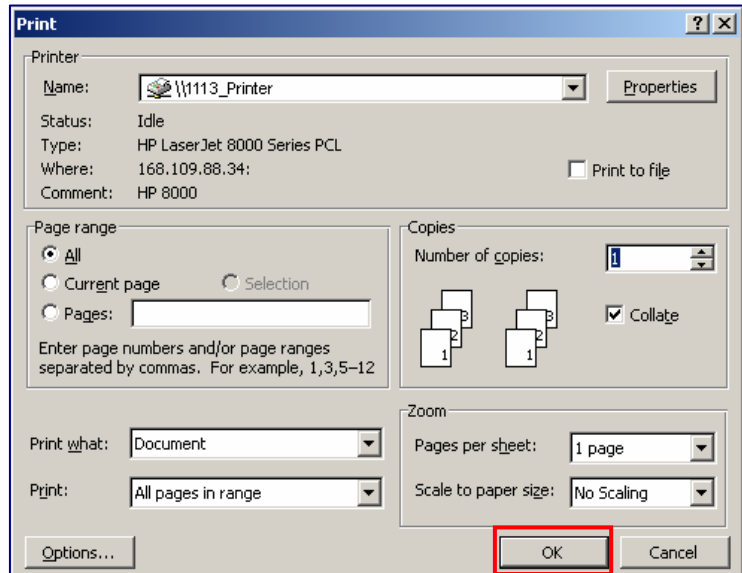 Print
Printer
Name: \\1113_Printer Properties
Status: Idle
Type: HP LaserJet 8000 Series PCL
Where: 168.109.88.34: Print to file
Comment: HP 8000
Page range
All
Current page Selection
Pages:
Enter page numbers and/or page ranges
separated by commas. For example, 1,3,5–12
Copies
Number of copies: 1
1 2 3 1 2 3 Collate
Print what: Document
Print: All pages in range
Zoom
Pages per sheet: 1 page
Scale to paper size: No Scaling
Options... OK Cancel